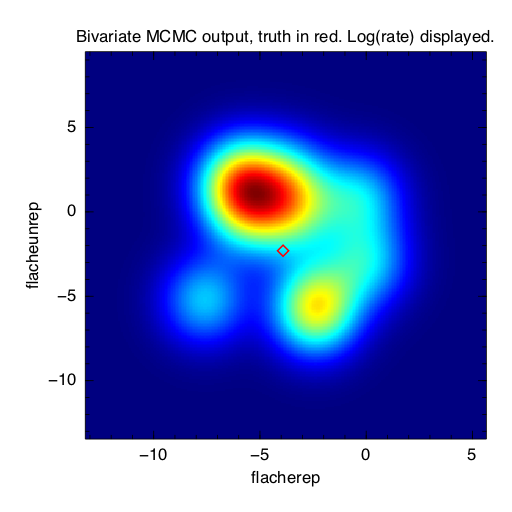 Bivariate MCMC output, truth in red. Log(rate) displayed.
5
0
−5
−10
flacheunrep
−10 −5 0 5
flacherep